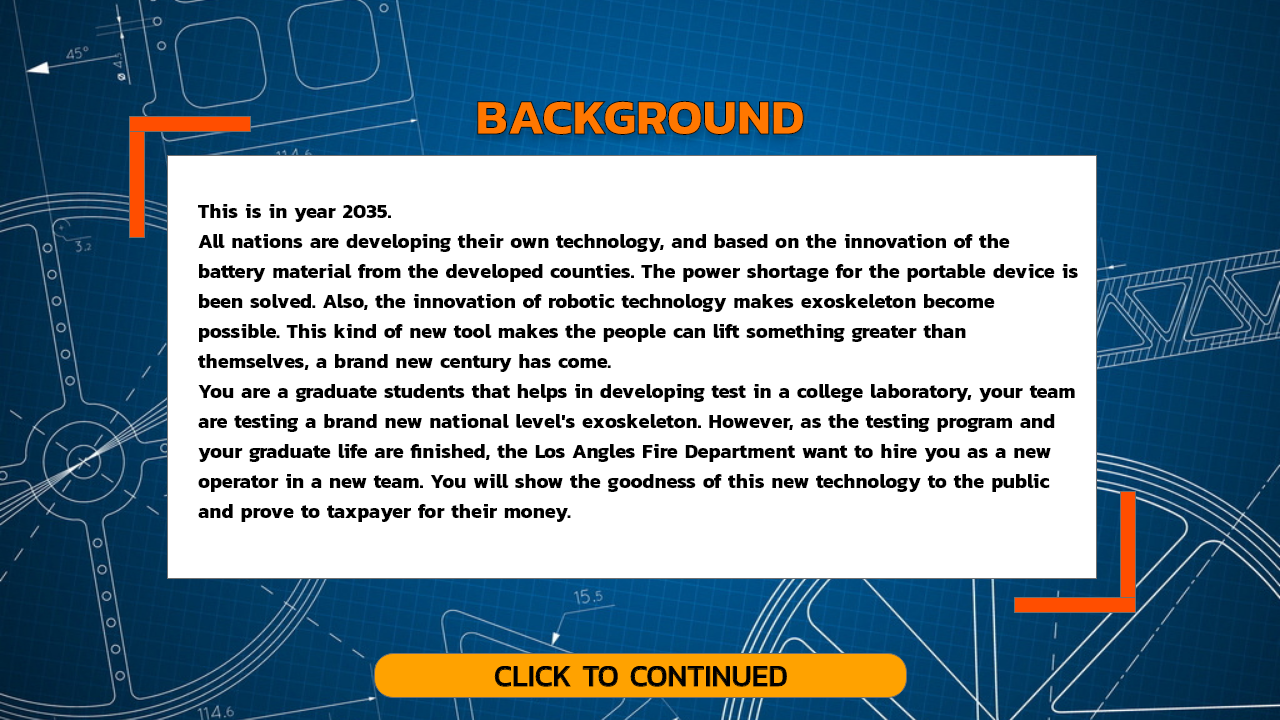 45°
ø 4.5
BACKGROUND
114.6
3,2
This is in year 2035.
All nations are developing their own technology, and based on the innovation of the
battery material from the developed counties. The power shortage for the portable device is
been solved. Also, the innovation of robotic technology makes exoskeleton become
possible. This kind of new tool makes the people can lift something greater than
themselves, a brand new century has come.
You are a graduate students that helps in developing test in a college laboratory, your team
are testing a brand new national level's exoskeleton. However, as the testing program and
your graduate life are finished, the Los Angles Fire Department want to hire you as a new
operator in a new team. You will show the goodness of this new technology to the public
and prove to taxpayer for their money.
15.5
CLICK TO CONTINUED
114.6